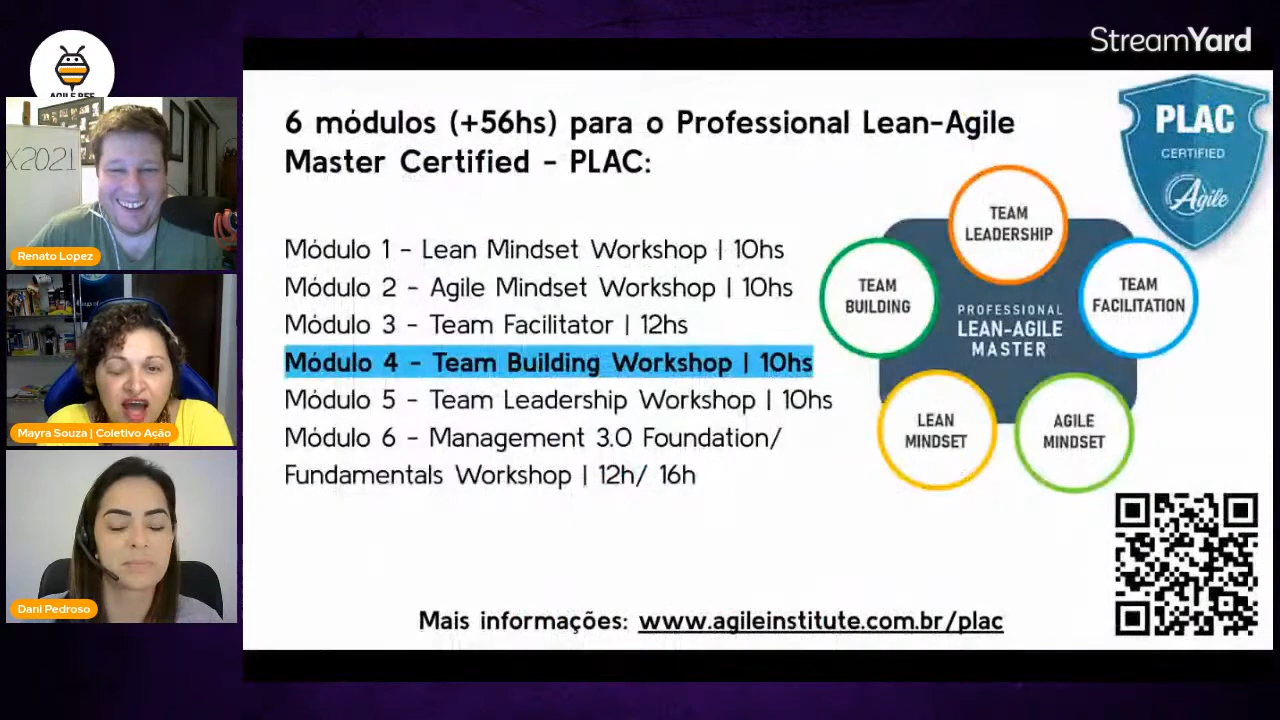 StreamYard
AGILE BEE
X2021
Renato Lopez
Mayra Souza | Coletivo Ação
Dani Pedroso
6 módulos (+56hs) para o Professional Lean-Agile
Master Certified - PLAC:
Módulo 1 - Lean Mindset Workshop | 10hs
Módulo 2 - Agile Mindset Workshop | 10hs
Módulo 3 - Team Facilitator | 12hs
Módulo 4 - Team Building Workshop | 10hs
Módulo 5 - Team Leadership Workshop | 10hs
Módulo 6 - Management 3.0 Foundation/
Fundamentals Workshop | 12h/ 16h
PLAC
CERTIFIED
Agile
TEAM
LEADERSHIP
TEAM
BUILDING
TEAM
FACILITATION
PROFESSIONAL
LEAN-AGILE
MASTER
LEAN
MINDSET
AGILE
MINDSET
Mais informações: www.agileinstitute.com.br/plac